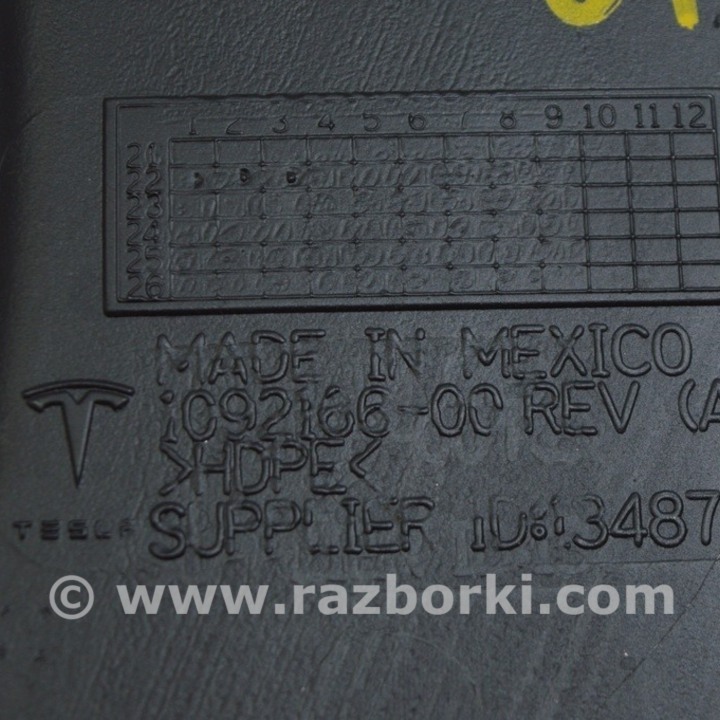 1 2 3 4 5 6 7 8 9 10 11 12
21
22
23
24
25
26
MADE IN MEXICO
1092166-00 REV (A
>HDPE<
TESLA SUPPLIER ID: 3487
© www.razborki.com